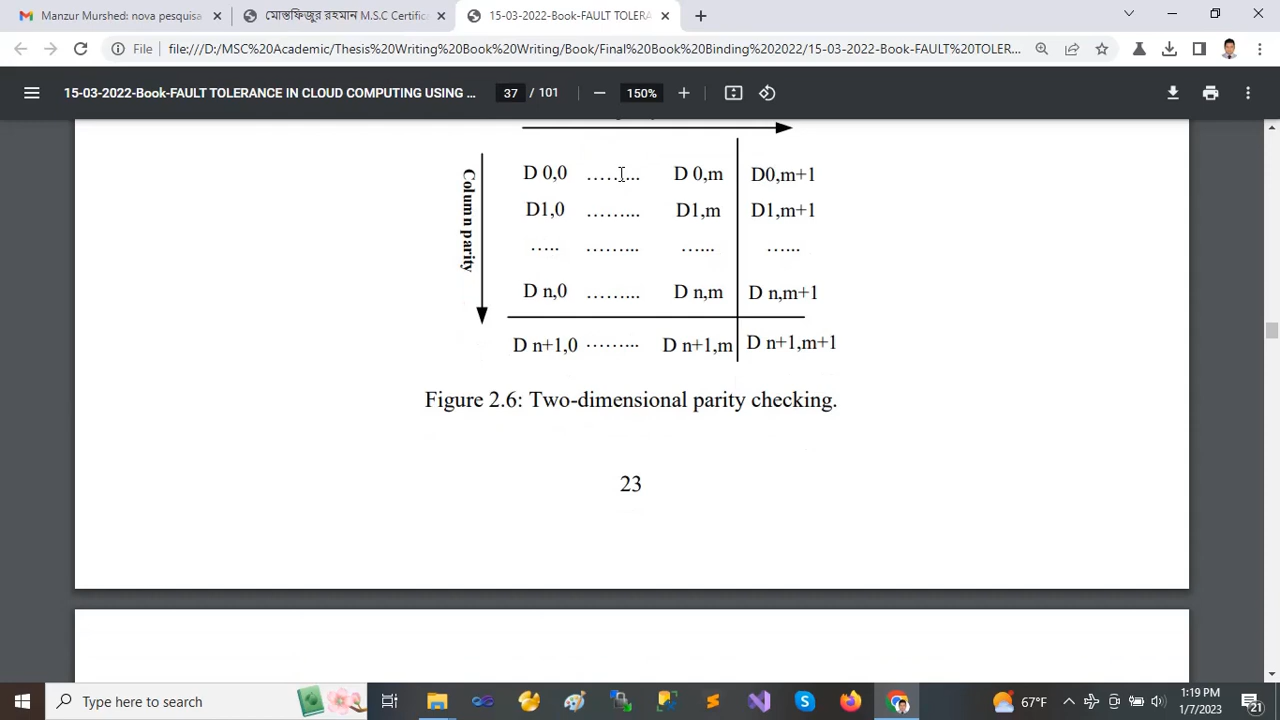 Manzur Murshed: nova pesquisa
মোস্তফিজুর রহমান M.S.C Certific
15-03-2022-Book-FAULT TOLERA
File
file:///D:/MSC%20Academic/Thesis%20Writing%20Book%20Writing/Book/Final%20Book%20Binding%202022/15-03-2022-Book-FAULT%20TOLER...
15-03-2022-Book-FAULT TOLERANCE IN CLOUD COMPUTING USING ...
37 / 101
150%
Column parity
D 0,0 ……... D 0,m D0,m+1
D1,0 ……... D1,m D1,m+1
….. ……... …... …...
D n,0 ……... D n,m D n,m+1
D n+1,0 ……... D n+1,m D n+1,m+1
Figure 2.6: Two-dimensional parity checking.
23
Type here to search
67°F
1:19 PM
1/7/2023
21